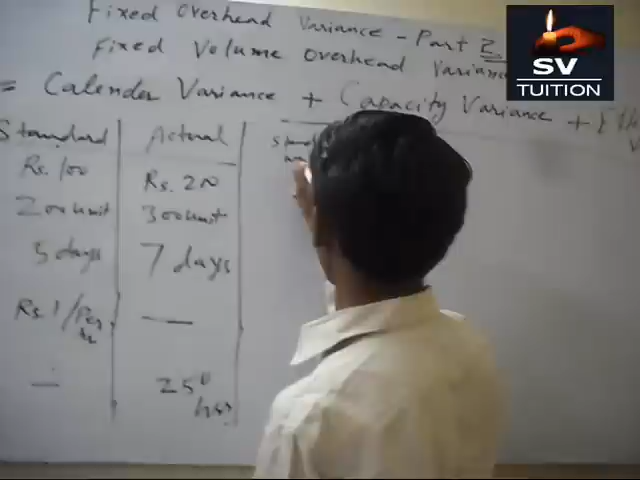 Fixed Overhead Variance - Part 2
Fixed Volume Overhead Variance
= Calender Variance + Capacity Variance +
Standard Actual
Rs. 100 Rs. 200
200 unit 300 unit
5 days 7 days
Rs. 1/Per hr —
— 250 hrs
SV
TUITION